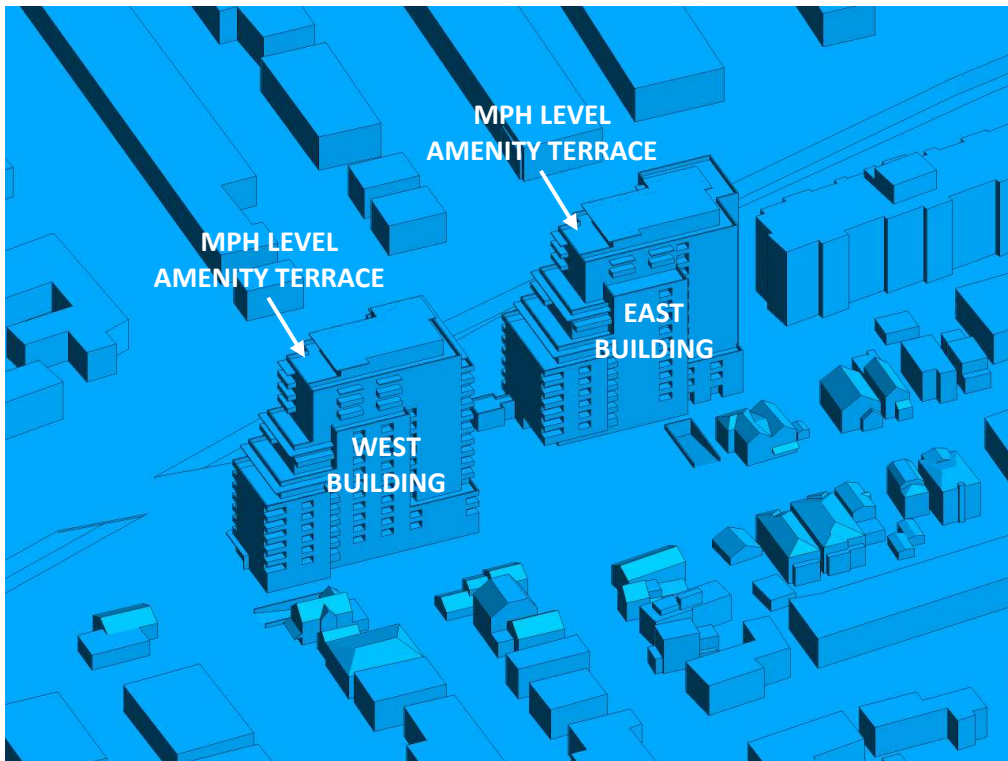 MPH LEVEL
AMENITY TERRACE
MPH LEVEL
AMENITY TERRACE
EAST
BUILDING
WEST
BUILDING